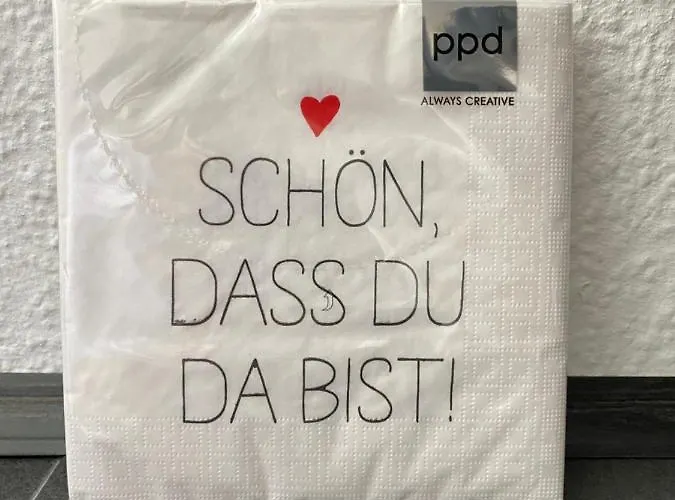 ppd
ALWAYS CREATIVE
SCHÖN,
DASS DU
DA BIST!